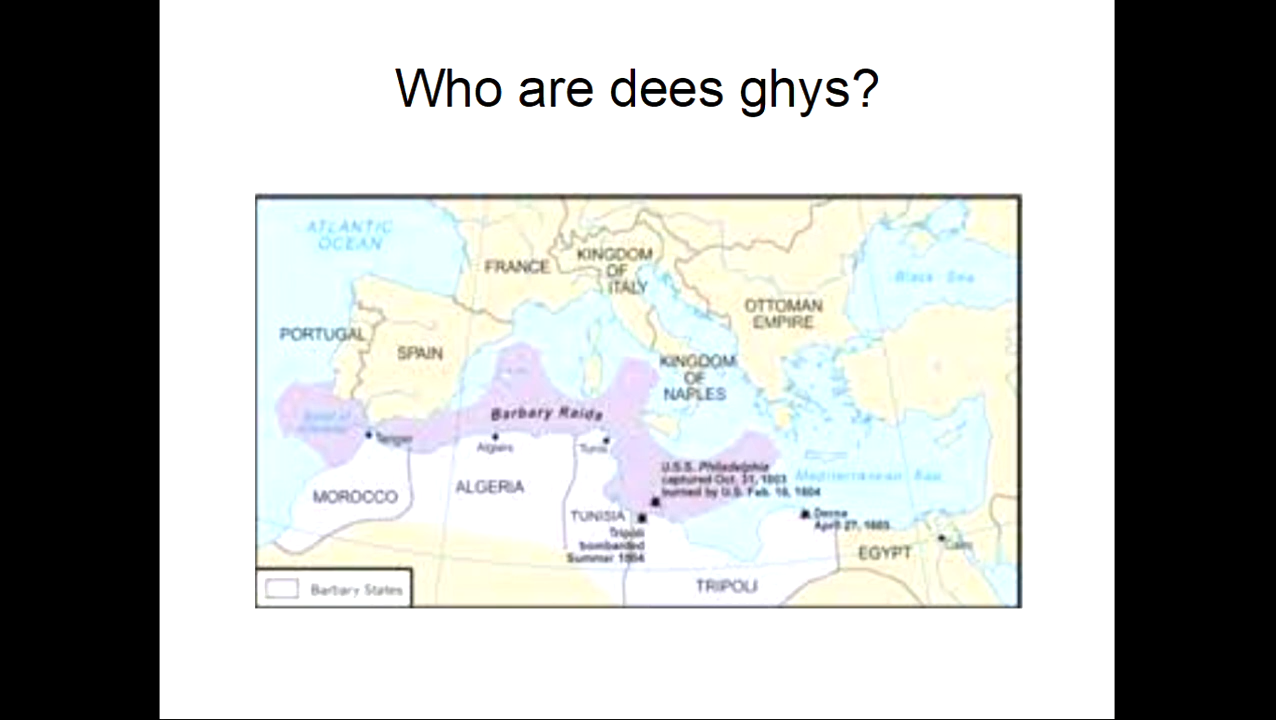 Who are dees ghys?
ATLANTIC
OCEAN
FRANCE
KINGDOM
OF
ITALY
Black Sea
OTTOMAN
EMPIRE
PORTUGAL
SPAIN
KINGDOM
OF
NAPLES
Barbary Raids
Tangier
Algiers
Tunis
U.S.S. Philadelphia
captured Oct. 31, 1803
burned by U.S. Feb. 16, 1804
Mediterranean Sea
MOROCCO
ALGERIA
TUNISIA
Tripoli
bombarded
Summer 1804
Derna
April 27, 1805
EGYPT
Cairo
TRIPOLI
Barbary States